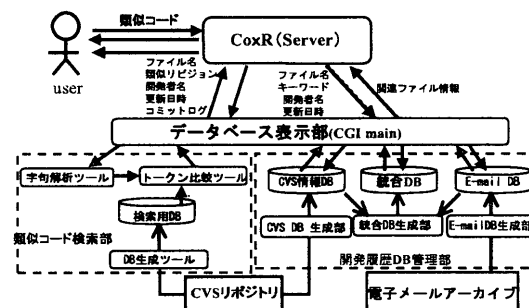 類似コード
CoxR(Server)
user
ファイル名
類似リビジョン
開発者名
更新日時
コミットログ
ファイル名
キーワード
開発者名
更新日時
関連ファイル情報
データベース表示部(CGI main)
字句解析ツール
トークン比較ツール
CVS情報DB
統合DB
E-mail DB
検索用DB
類似コード検索部
CVS DB 生成部
統合DB生成部
E-mailDB生成部
DB生成ツール
開発履歴DB管理部
CVSリポジトリ
電子メールアーカイブ